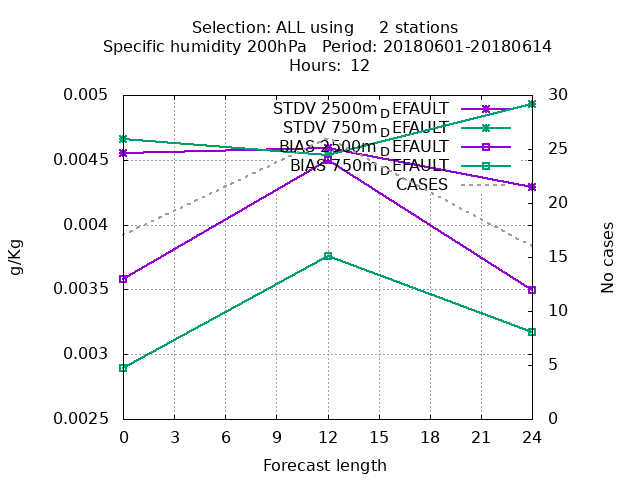 Selection: ALL using     2 stations
Specific humidity 200hPa   Period: 20180601-20180614
Hours: 12
0.005
0.0045
0.004
0.0035
0.003
0.0025
g/Kg
STDV 2500m_DEFAULT
STDV 750m_DEFAULT
BIAS 2500m_DEFAULT
BIAS 750m_DEFAULT
CASES
30
25
20
15
10
5
0
No cases
0 3 6 9 12 15 18 21 24
Forecast length